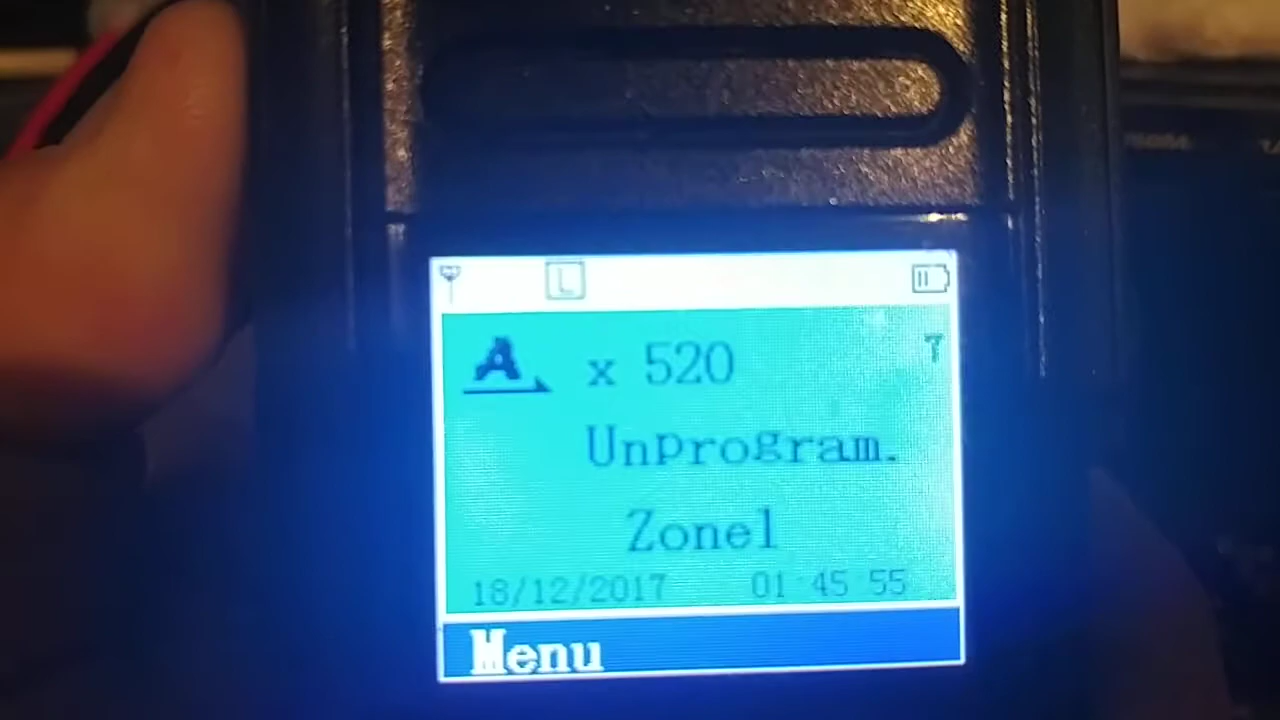 L
A x 520
Unprogram.
Zone1
18/12/2017 01:45:55
Menu